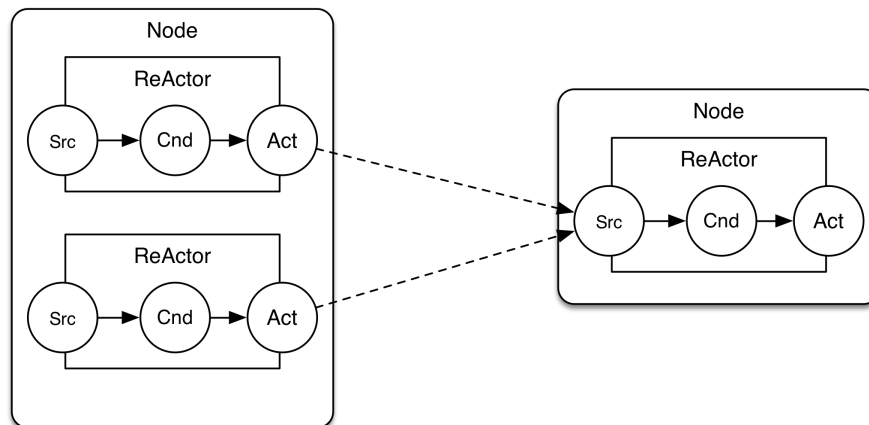 Node
ReActor
Src
Cnd
Act
ReActor
Src
Cnd
Act
Node
ReActor
Src
Cnd
Act